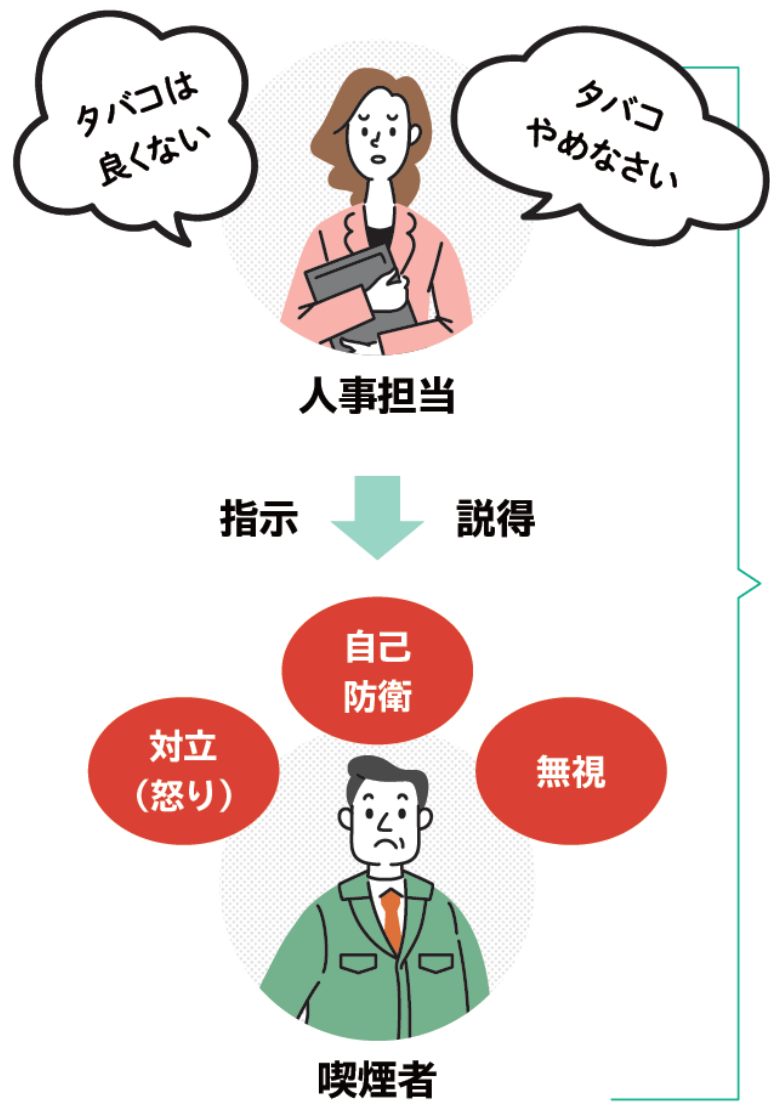 タバコは
良くない
タバコ
やめなさい
人事担当
指示
説得
自己
防衛
対立
（怒り）
無視
喫煙者